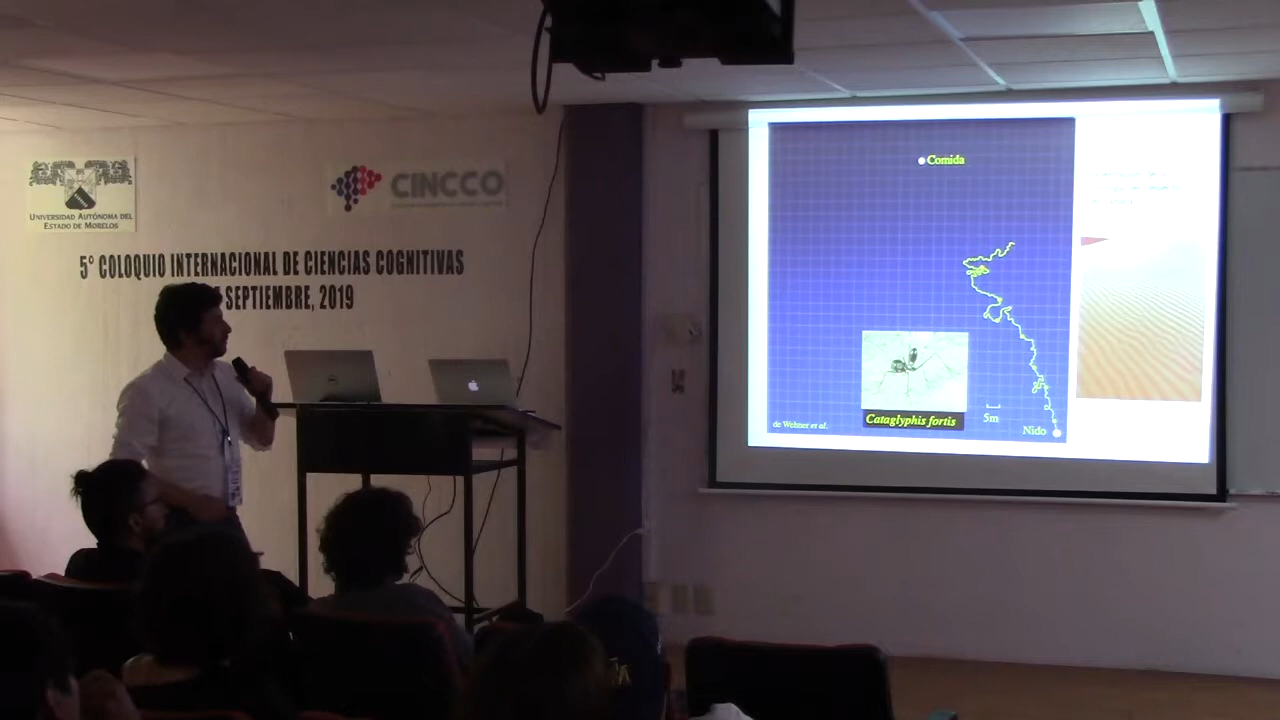 UNIVERSIDAD AUTÓNOMA DEL
ESTADO DE MORELOS
CINCCO
5° COLOQUIO INTERNACIONAL DE CIENCIAS COGNITIVAS
SEPTIEMBRE, 2019
Comida
Cataglyphis fortis
5m
Nido
de Wehner et al.
DELL